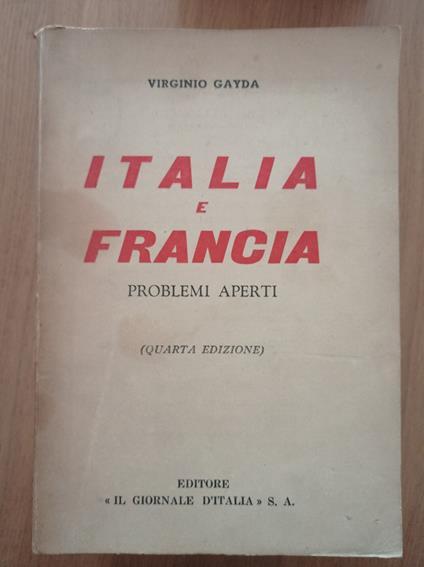 VIRGINIO GAYDA
ITALIA
E
FRANCIA
PROBLEMI APERTI
(QUARTA EDIZIONE)
EDITORE
« IL GIORNALE D'ITALIA » S. A.